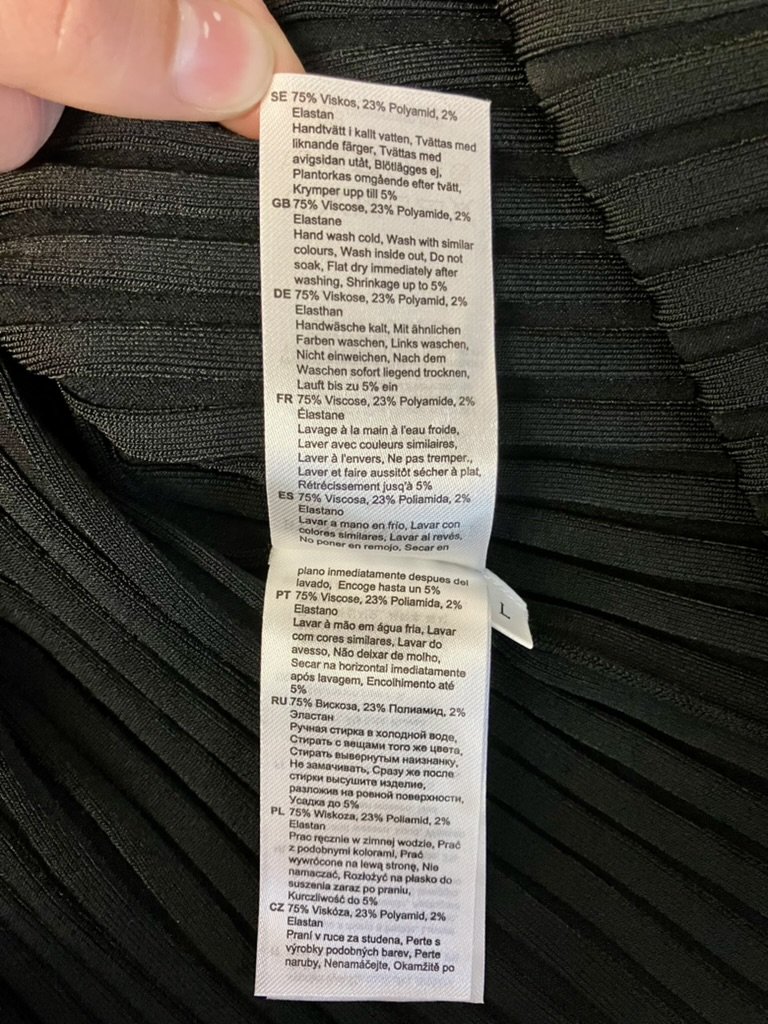 SE 75% Viskos, 23% Polyamid, 2%
Elastan
Handtvätt i kallt vatten, Tvättas med
liknande färger, Tvättas med
avigsidan utåt, Blötlägges ej,
Plantorkas omgående efter tvätt,
Krymper upp till 5%
GB 75% Viscose, 23% Polyamide, 2%
Elastane
Hand wash cold, Wash with similar
colours, Wash inside out, Do not
soak, Flat dry immediately after
washing, Shrinkage up to 5%
DE 75% Viskose, 23% Polyamid, 2%
Elasthan
Handwäsche kalt, Mit ähnlichen
Farben waschen, Links waschen,
Nicht einweichen, Nach dem
Waschen sofort liegend trocknen,
Lauft bis zu 5% ein
FR 75% Viscose, 23% Polyamide, 2%
Élastane
Lavage à la main à l'eau froide,
Laver avec couleurs similaires,
Laver à l'envers, Ne pas tremper.,
Laver et faire aussitôt sécher à plat,
Rétrécissement jusq'à 5%
ES 75% Viscosa, 23% Poliamida, 2%
Elastano
Lavar a mano en frío, Lavar con
colores similares, Lavar al revés,
No poner en remojo, Secar en
plano inmediatamente despues del
lavado, Encoge hasta un 5%
PT 75% Viscose, 23% Poliamida, 2%
Elastano
Lavar à mão em água fria, Lavar
com cores similares, Lavar do
avesso, Não deixar de molho,
Secar na horizontal imediatamente
após lavagem, Encolhimento até
5%
RU 75% Вискоза, 23% Полиамид, 2%
Эластан
Ручная стирка в холодной воде,
Стирать с вещами того же цвета,
Стирать вывернутым наизнанку,
Не замачивать, Сразу же после
стирки высушите изделие,
разложив на ровной поверхности,
Усадка до 5%
PL 75% Wiskoza, 23% Poliamid, 2%
Elastan
Prac ręcznie w zimnej wodzie, Prać
z podobnymi kolorami, Prać
wywrócone na lewą stronę, Nie
namaczać, Rozłożyć na płasko do
suszenia zaraz po praniu,
Kurczliwość do 5%
CZ 75% Viskóza, 23% Polyamid, 2%
Elastan
Praní v ruce za studena, Perte s
výrobky podobných barev, Perte
naruby, Nenamáčejte, Okamžitě po
L